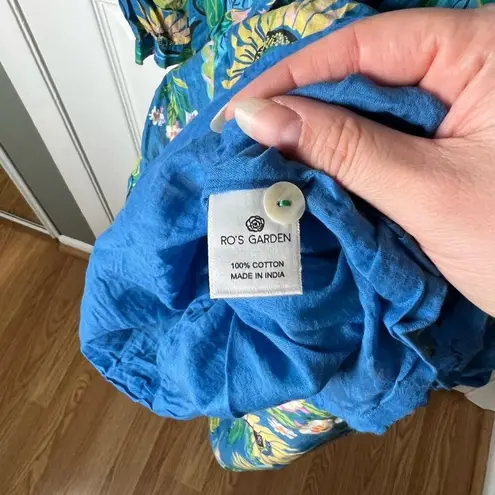 RO'S GARDEN
100% COTTON
MADE IN INDIA